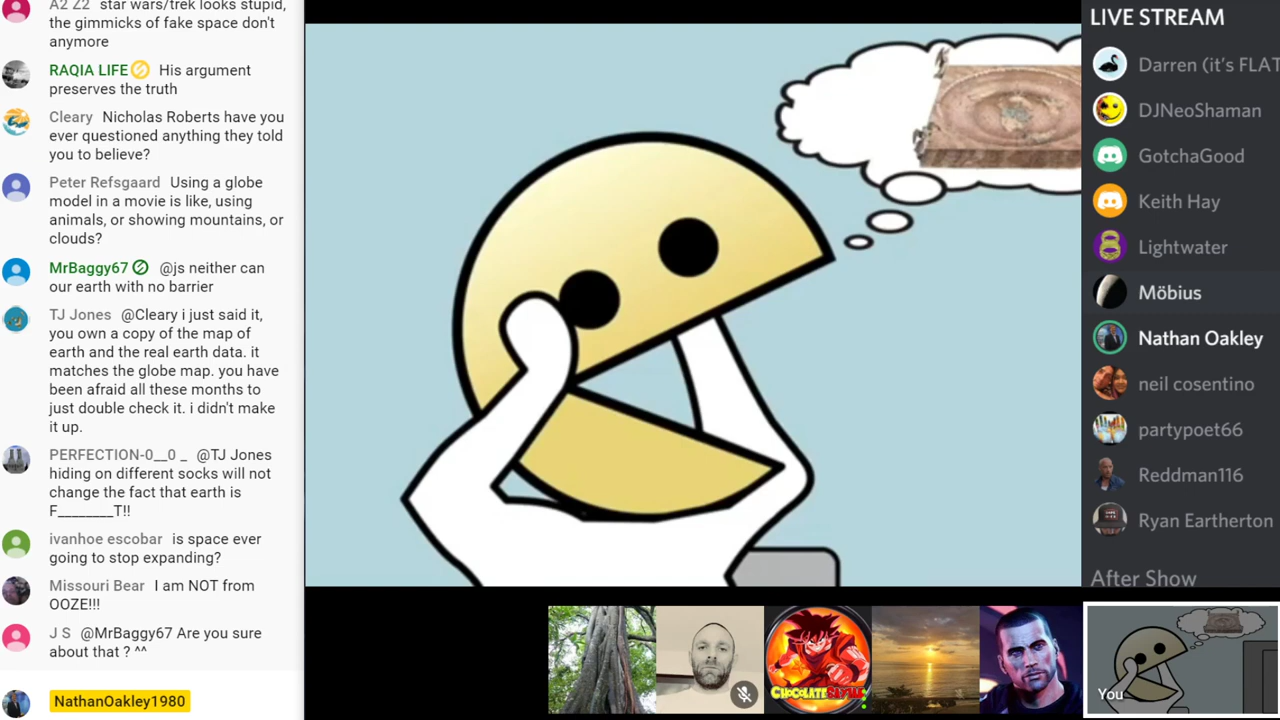 A2 Z2 star wars/trek looks stupid,
the gimmicks of fake space don't
anymore
RAQIA LIFE His argument
preserves the truth
Cleary Nicholas Roberts have you
ever questioned anything they told
you to believe?
Peter Refsgaard Using a globe
model in a movie is like, using
animals, or showing mountains, or
clouds?
MrBaggy67 @js neither can
our earth with no barrier
TJ Jones @Cleary i just said it,
you own a copy of the map of
earth and the real earth data. it
matches the globe map. you have
been afraid all these months to
just double check it. i didn't make
it up.
PERFECTION-0__0 _ @TJ Jones
hiding on different socks will not
change the fact that earth is
F________T!!
ivanhoe escobar is space ever
going to stop expanding?
Missouri Bear I am NOT from
OOZE!!!
J S @MrBaggy67 Are you sure
about that ? ^^
NathanOakley1980
LIVE STREAM
Darren (it's FLAT
DJNeoShaman
GotchaGood
Keith Hay
Lightwater
Möbius
Nathan Oakley
neil cosentino
partypoet66
Reddman116
Ryan Eartherton
After Show
CHOCOLATE SAIYAN
You